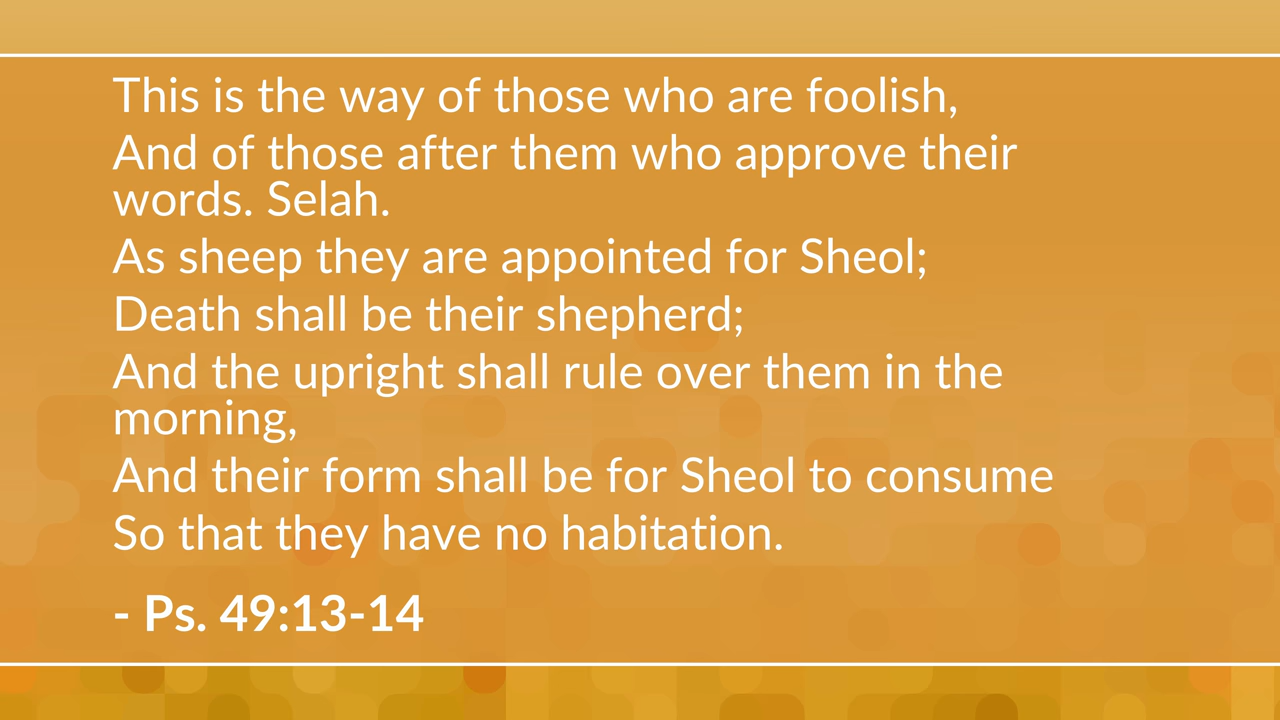 This is the way of those who are foolish,
And of those after them who approve their
words. Selah.
As sheep they are appointed for Sheol;
Death shall be their shepherd;
And the upright shall rule over them in the
morning,
And their form shall be for Sheol to consume
So that they have no habitation.
- Ps. 49:13-14